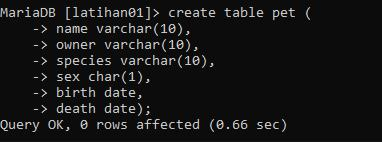 MariaDB [latihan01]> create table pet (
    -> name varchar(10),
    -> owner varchar(10),
    -> species varchar(10),
    -> sex char(1),
    -> birth date,
    -> death date);
Query OK, 0 rows affected (0.66 sec)